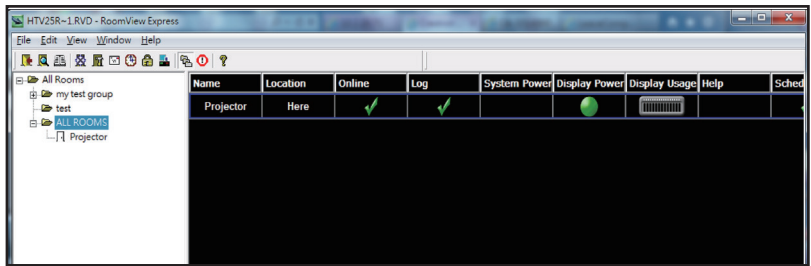 HTV25R~1.RVD - RoomView Express
File Edit View Window Help
All Rooms
my test group
test
ALL ROOMS
Projector
Name Location Online Log System Power Display Power Display Usage Help Sched
Projector Here